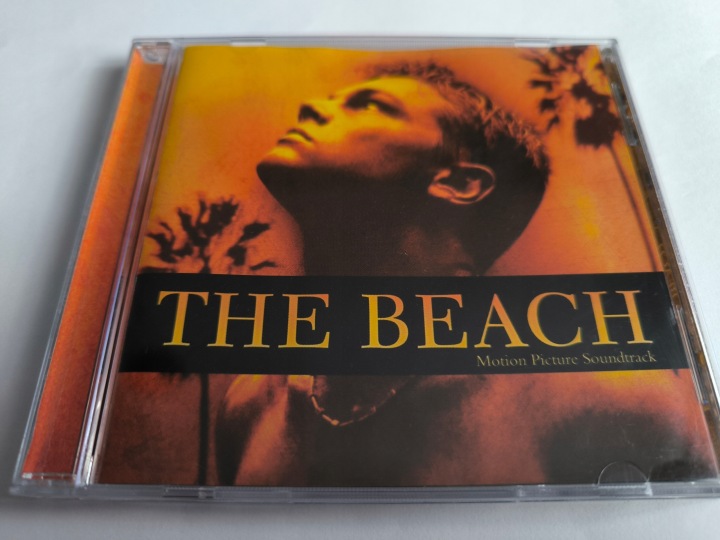 THE BEACH
Motion Picture Soundtrack